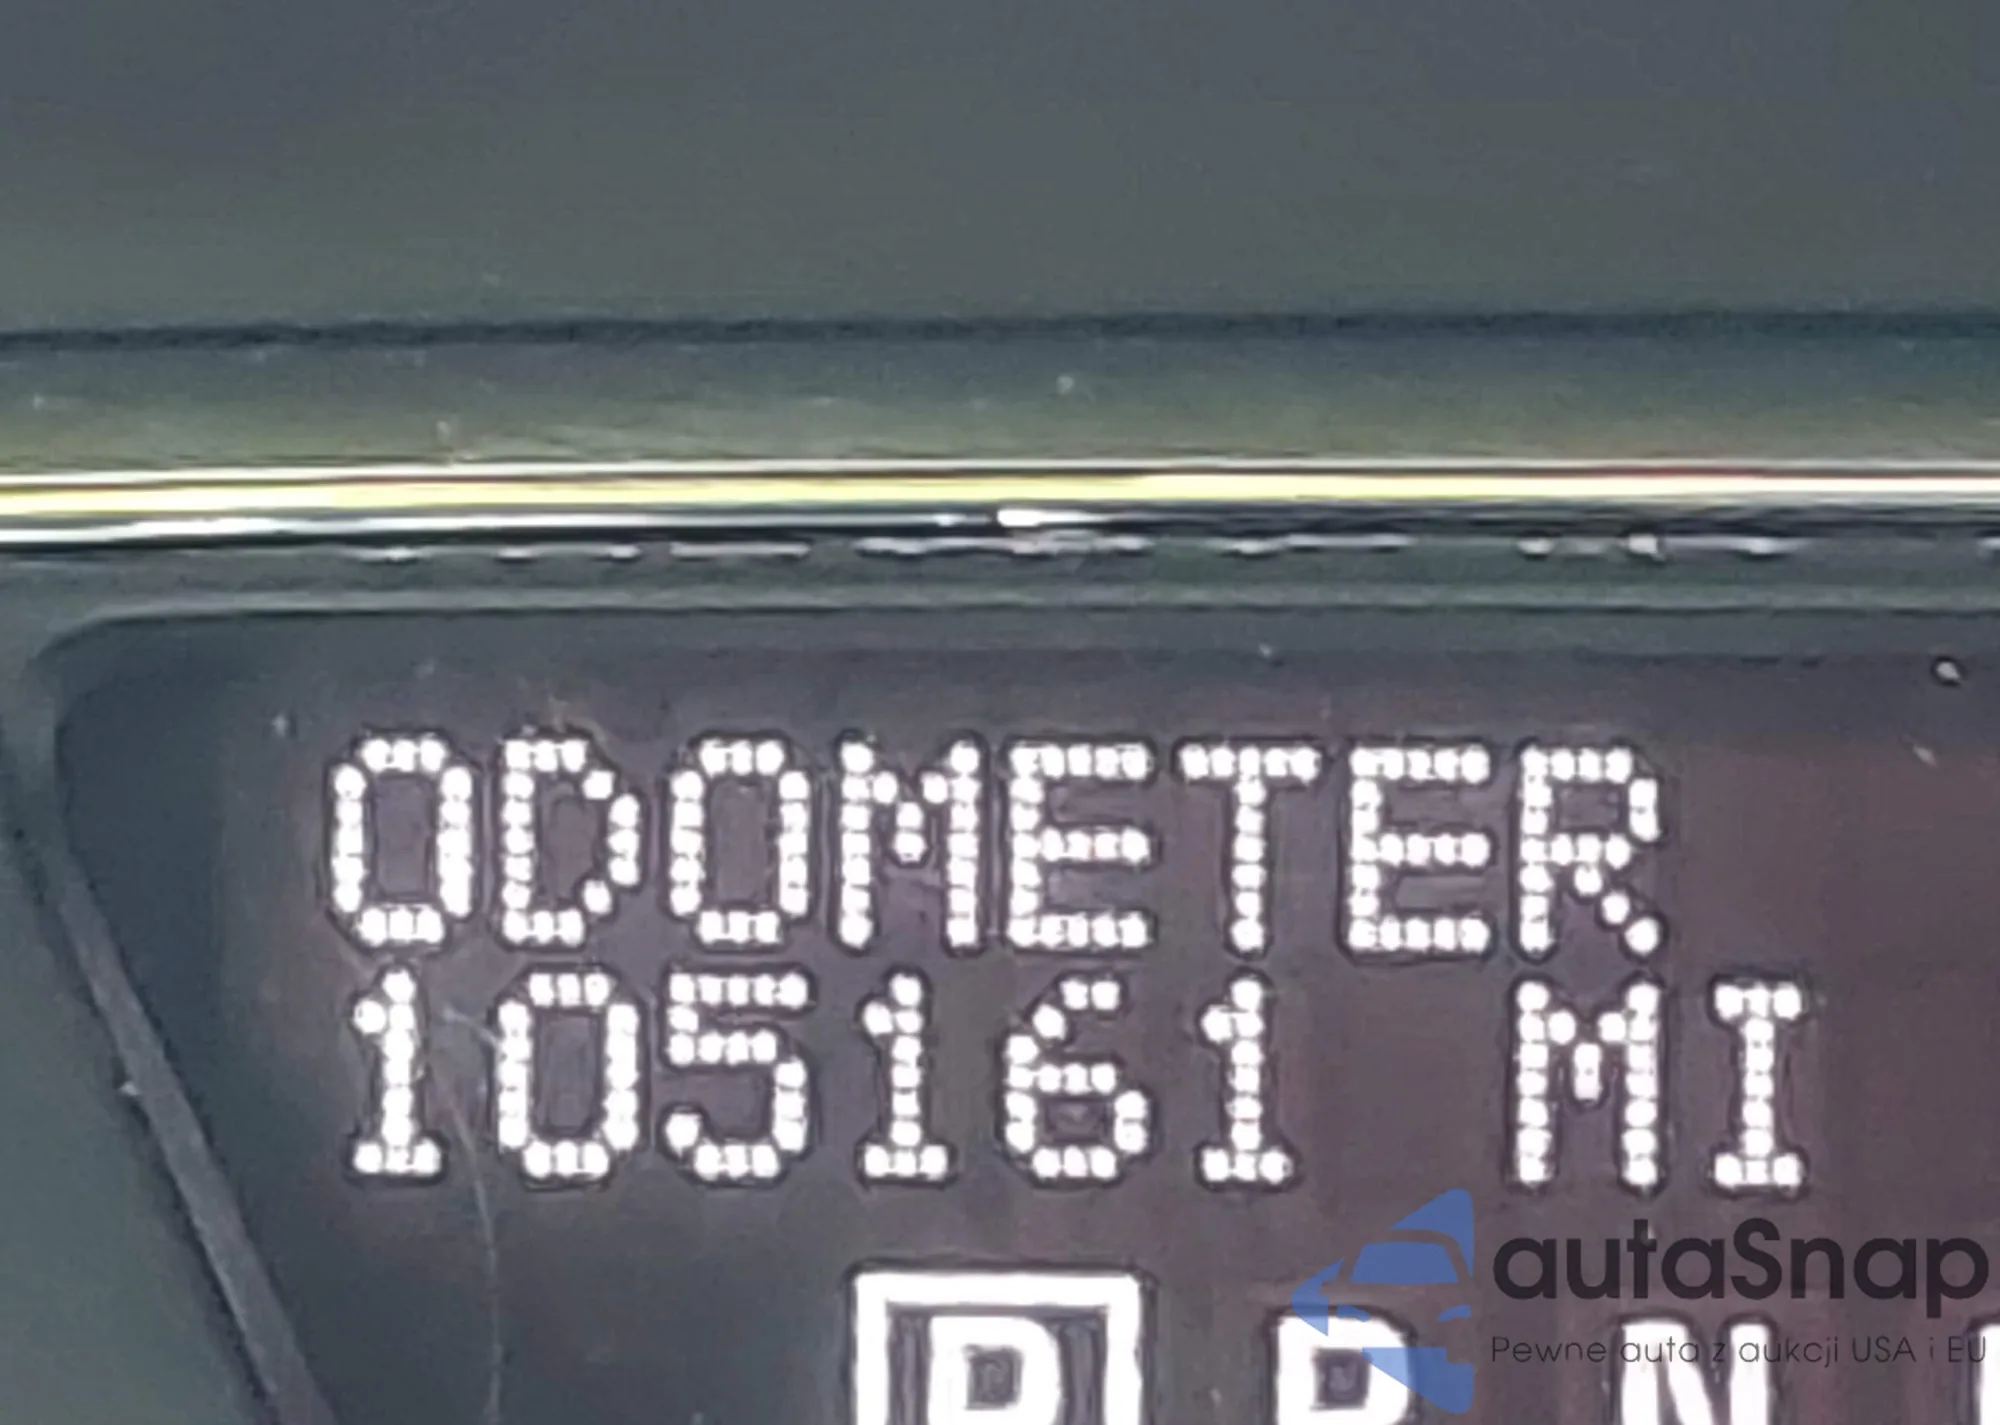 ODOMETER
105161 MI
P R N
autaSnap
Pewne auta z aukcji USA i EU